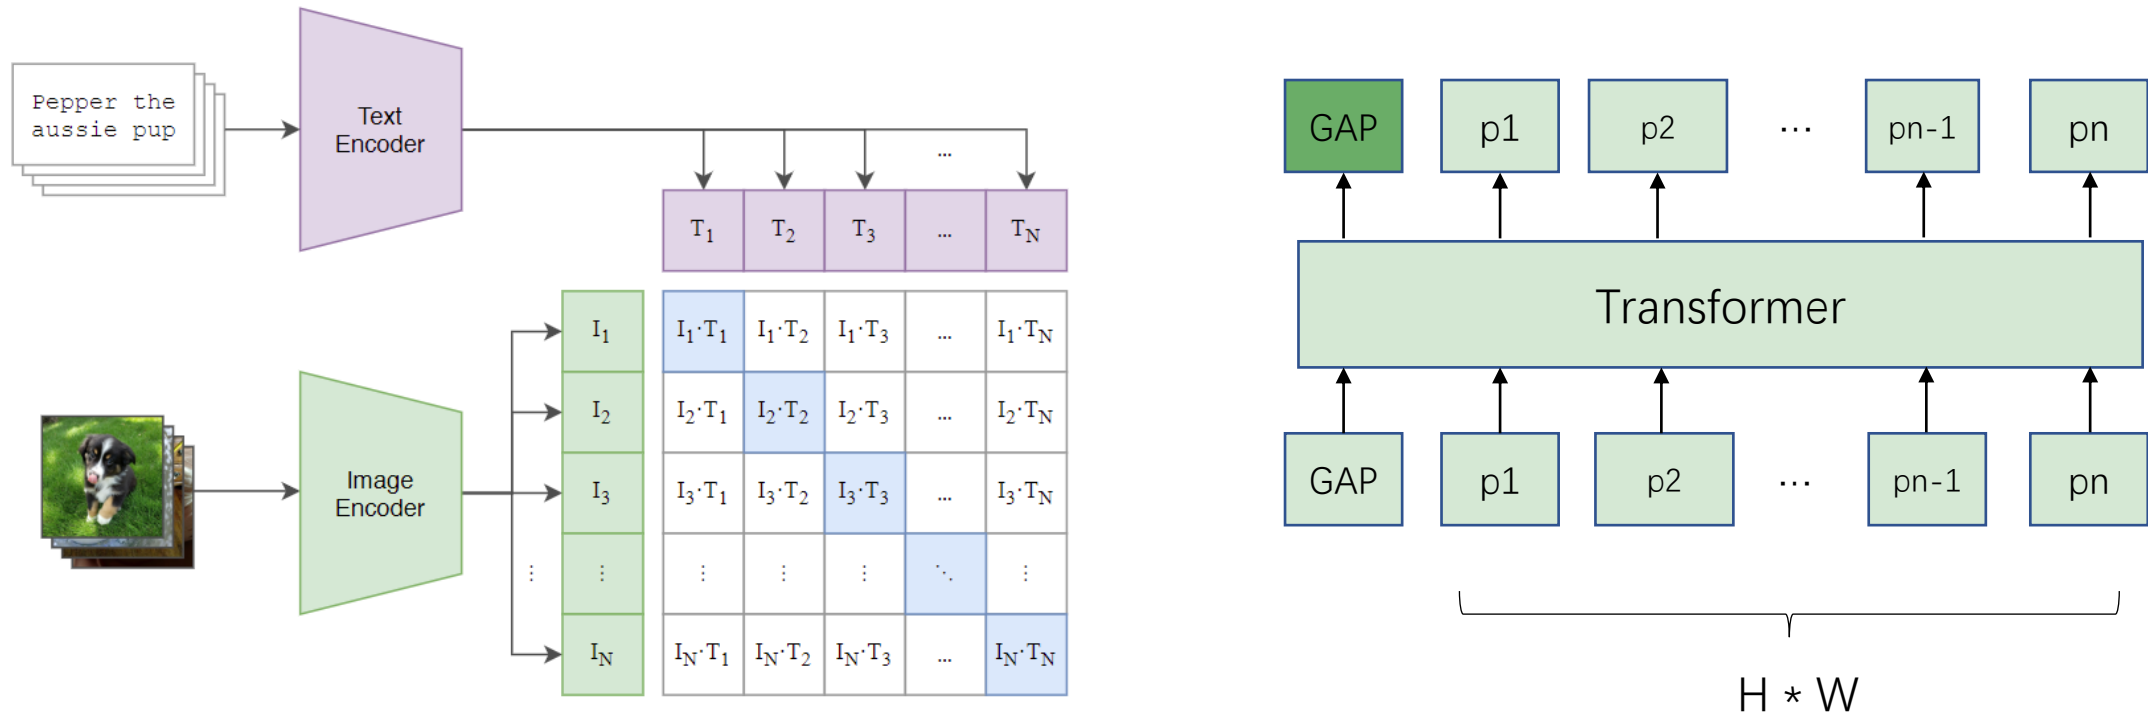 Pepper the
aussie pup
Text
Encoder
...
T1 T2 T3 ... TN
Image
Encoder
I1 I1·T1 I1·T2 I1·T3 ... I1·TN
I2 I2·T1 I2·T2 I2·T3 ... I2·TN
I3 I3·T1 I3·T2 I3·T3 ... I3·TN
⋮ ⋮ ⋮ ⋮ ⋮ ⋱ ⋮
IN IN·T1 IN·T2 IN·T3 ... IN·TN
GAP p1 p2 ... pn-1 pn
Transformer
GAP p1 p2 ... pn-1 pn
H * W